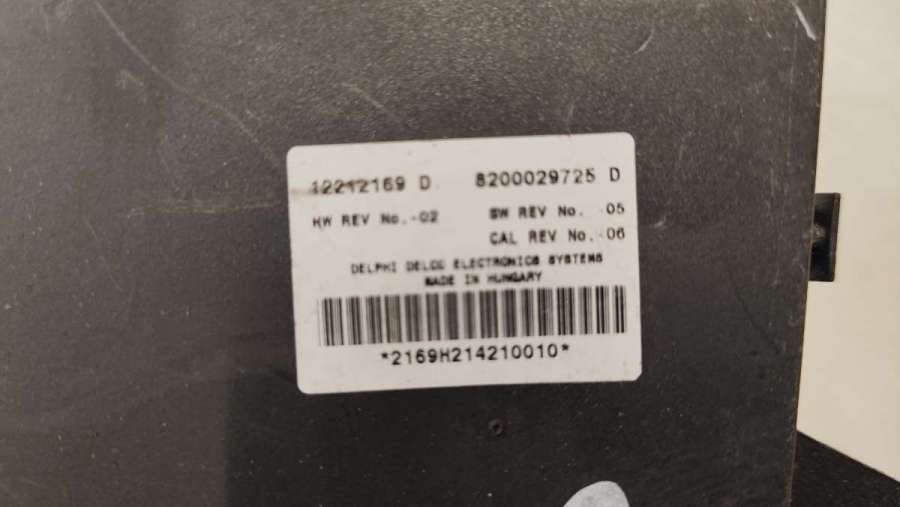 12212169 D 8200029725 D
HW REV No.-02 SW REV No. -05
CAL REV No.-06
DELPHI DELCO ELECTRONICS SYSTEMS
MADE IN HUNGARY
*2169H214210010*